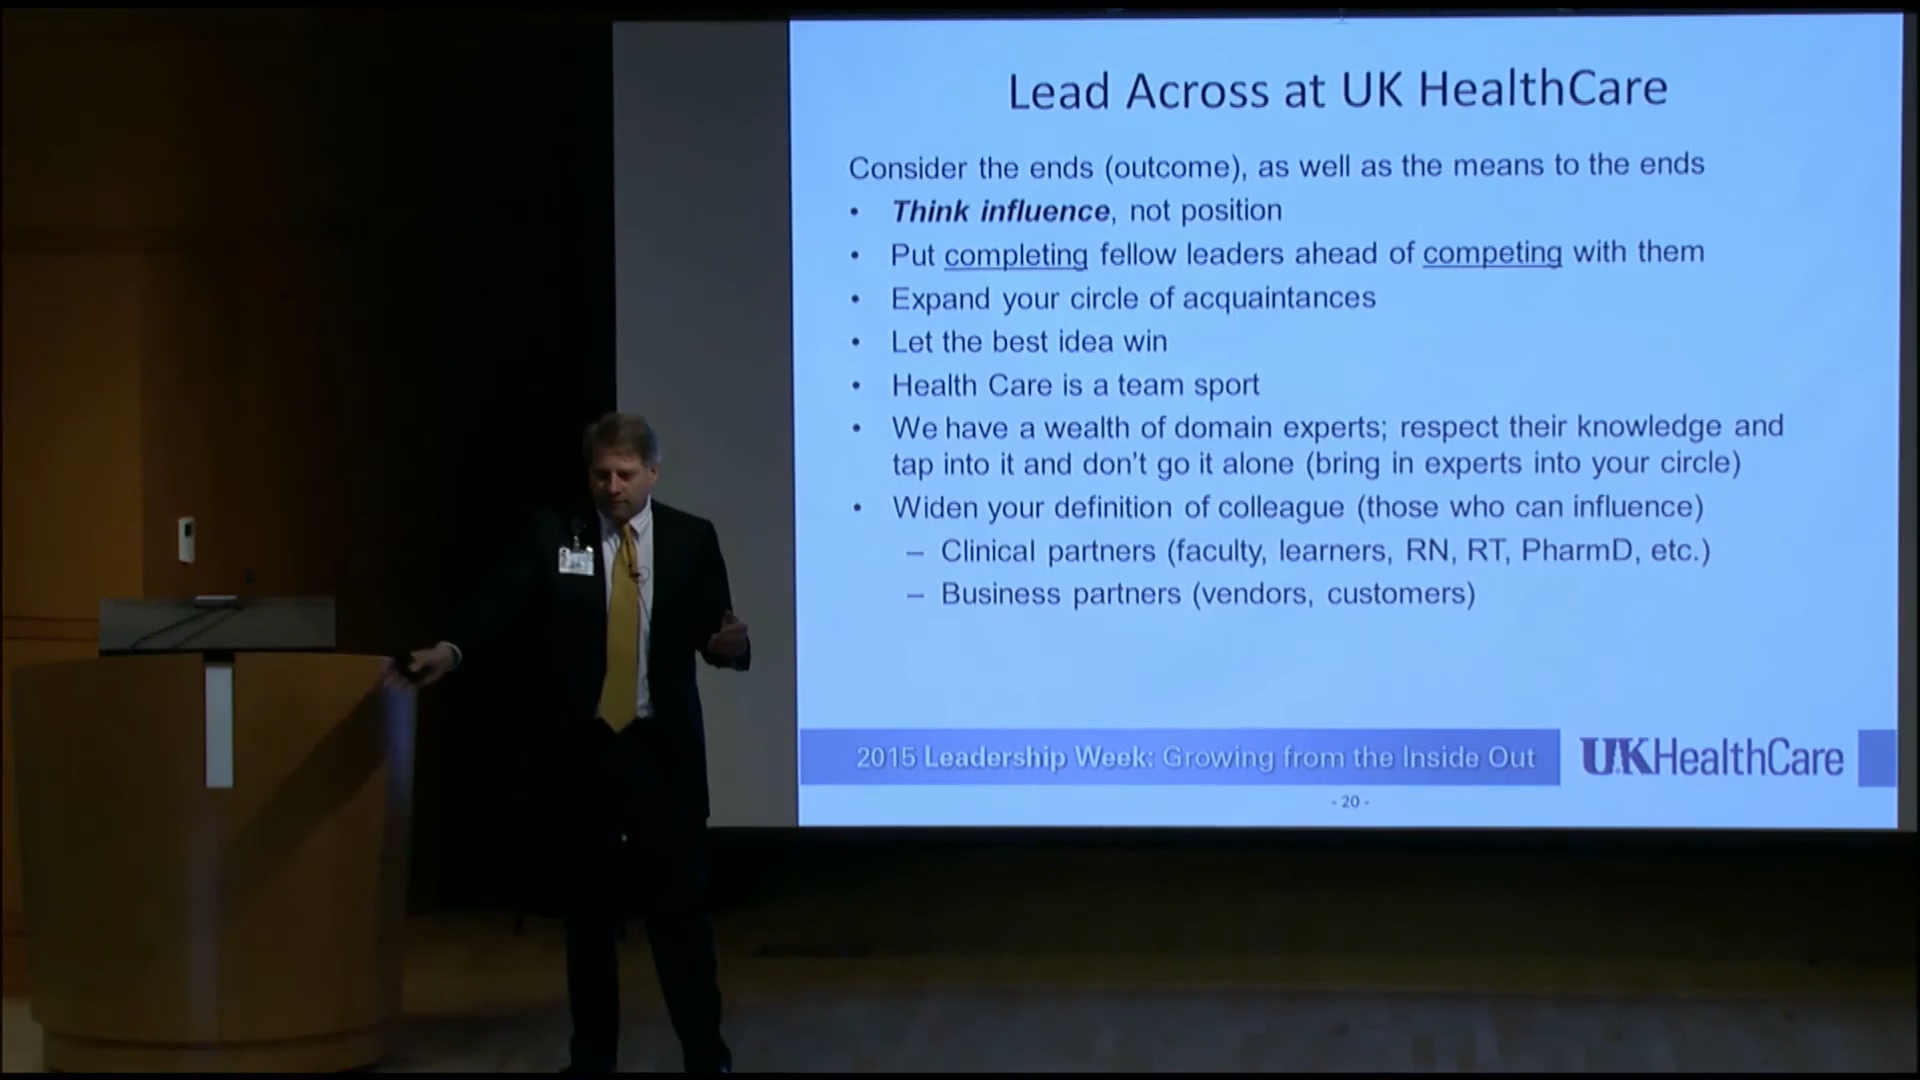 Lead Across at UK HealthCare
Consider the ends (outcome), as well as the means to the ends
• Think influence, not position
• Put completing fellow leaders ahead of competing with them
• Expand your circle of acquaintances
• Let the best idea win
• Health Care is a team sport
• We have a wealth of domain experts; respect their knowledge and
tap into it and don't go it alone (bring in experts into your circle)
• Widen your definition of colleague (those who can influence)
– Clinical partners (faculty, learners, RN, RT, PharmD, etc.)
– Business partners (vendors, customers)
2015 Leadership Week: Growing from the Inside Out
UKHealthCare
- 20 -